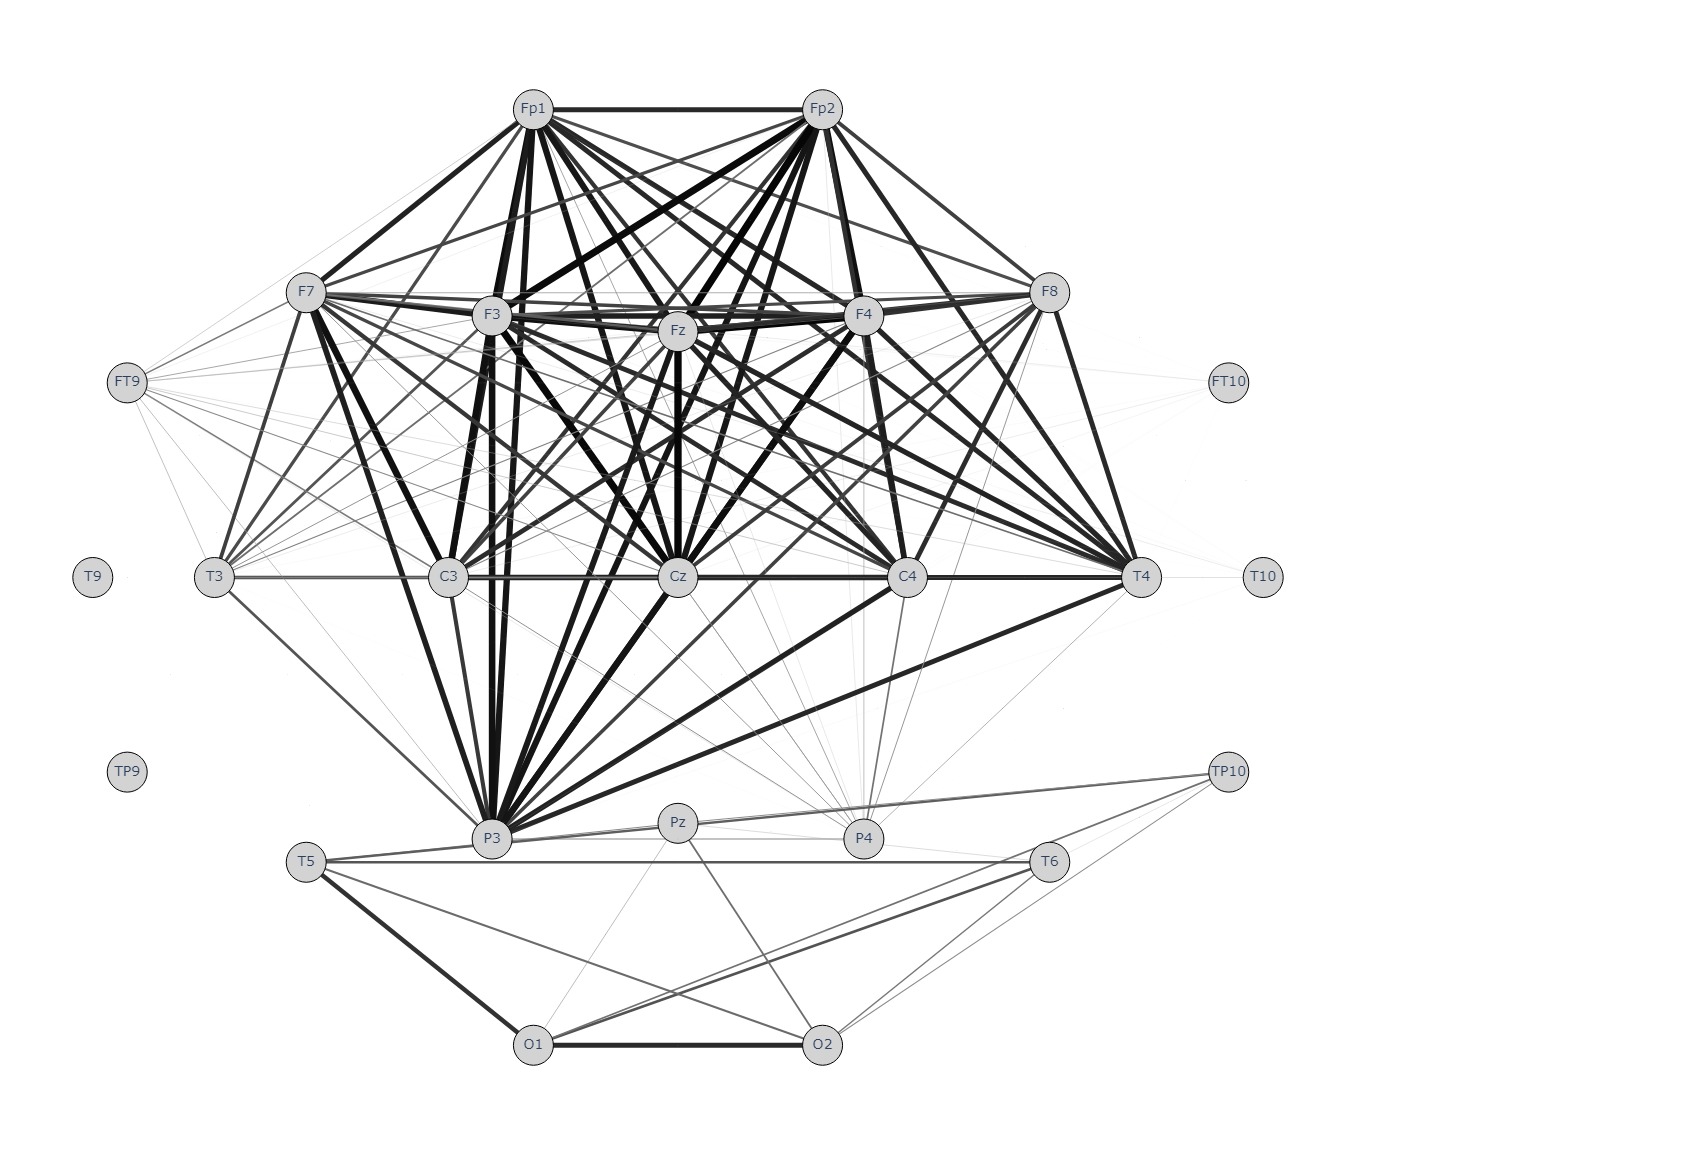 Fp1 Fp2
F7 F3 Fz F4 F8
FT9 FT10
T9 T3 C3 Cz C4 T4 T10
TP9 TP10
T5 P3 Pz P4 T6
O1 O2